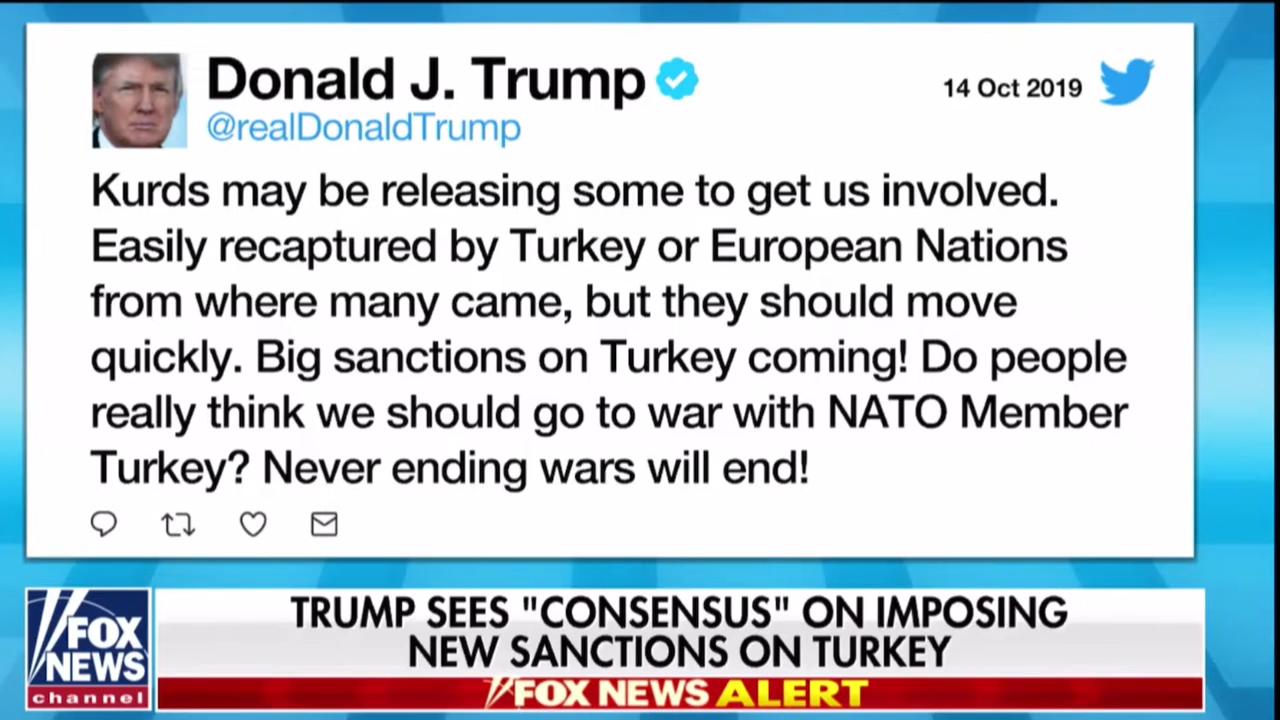 Donald J. Trump
14 Oct 2019
@realDonaldTrump
Kurds may be releasing some to get us involved.
Easily recaptured by Turkey or European Nations
from where many came, but they should move
quickly. Big sanctions on Turkey coming! Do people
really think we should go to war with NATO Member
Turkey? Never ending wars will end!
TRUMP SEES "CONSENSUS" ON IMPOSING
NEW SANCTIONS ON TURKEY
FOX
NEWS
channel
FOX NEWS ALERT